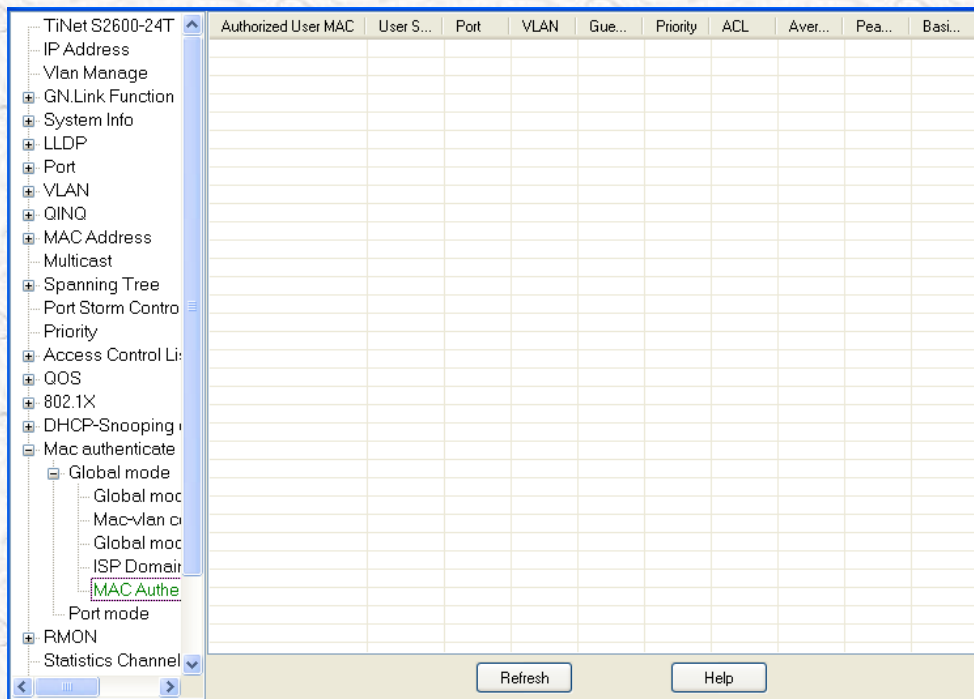 TiNet S2600-24T
IP Address
Vlan Manage
GN.Link Function
System Info
LLDP
Port
VLAN
QINQ
MAC Address
Multicast
Spanning Tree
Port Storm Contro
Priority
Access Control Li
QOS
802.1X
DHCP-Snooping
Mac authenticate
Global mode
Global moc
Mac-vlan c
Global moc
ISP Domair
MAC Authe
Port mode
RMON
Statistics Channel
Authorized User MAC User S... Port VLAN Gue... Priority ACL Aver... Pea... Basi...
Refresh Help